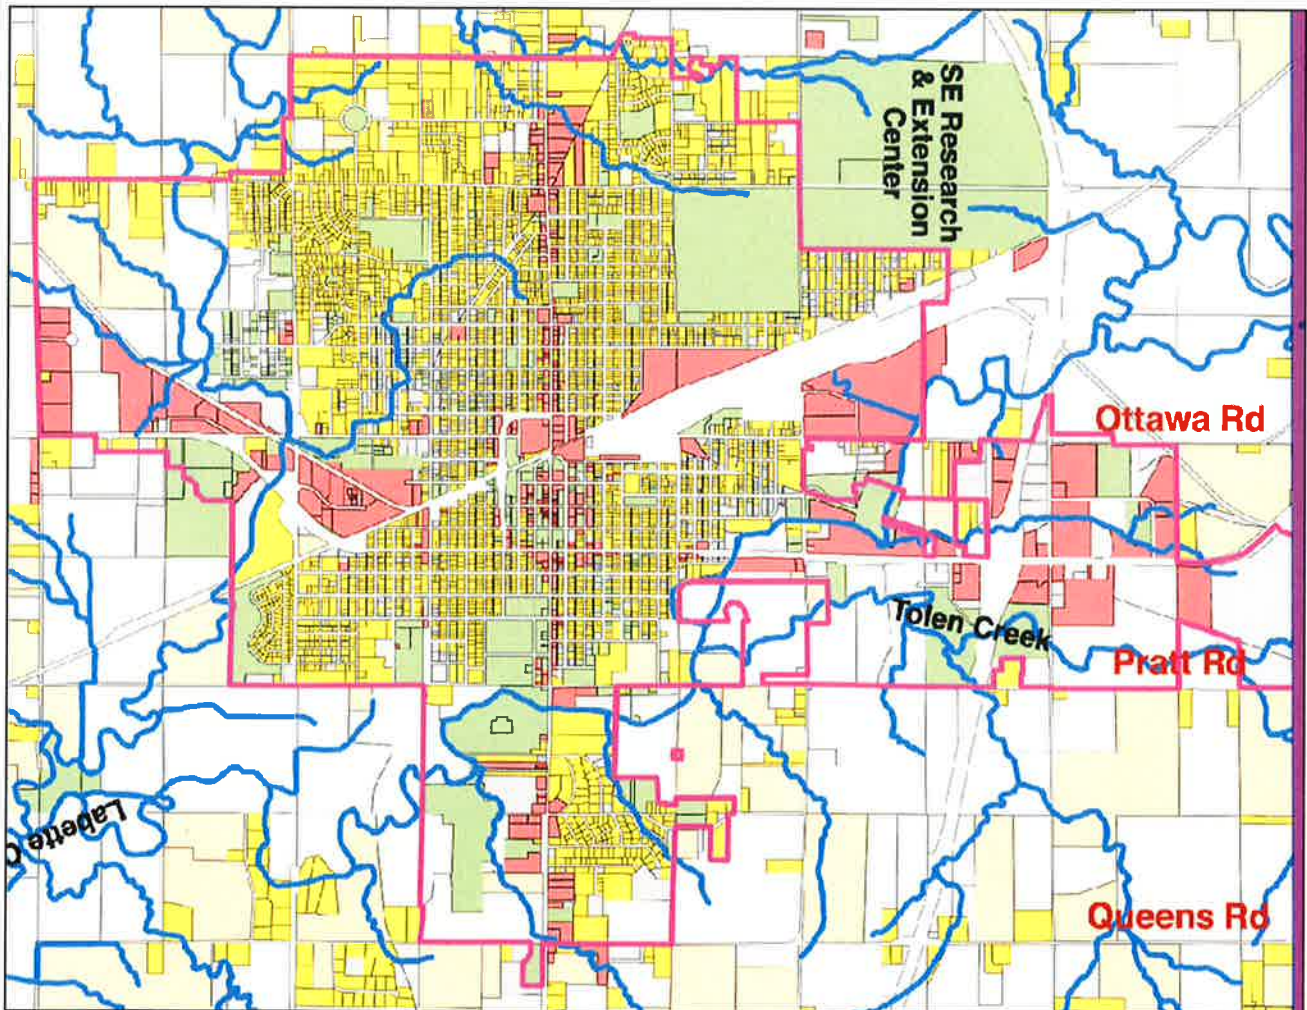 SE Research
& Extension
Center
Ottawa Rd
Tolen Creek
Pratt Rd
Labette C
Queens Rd